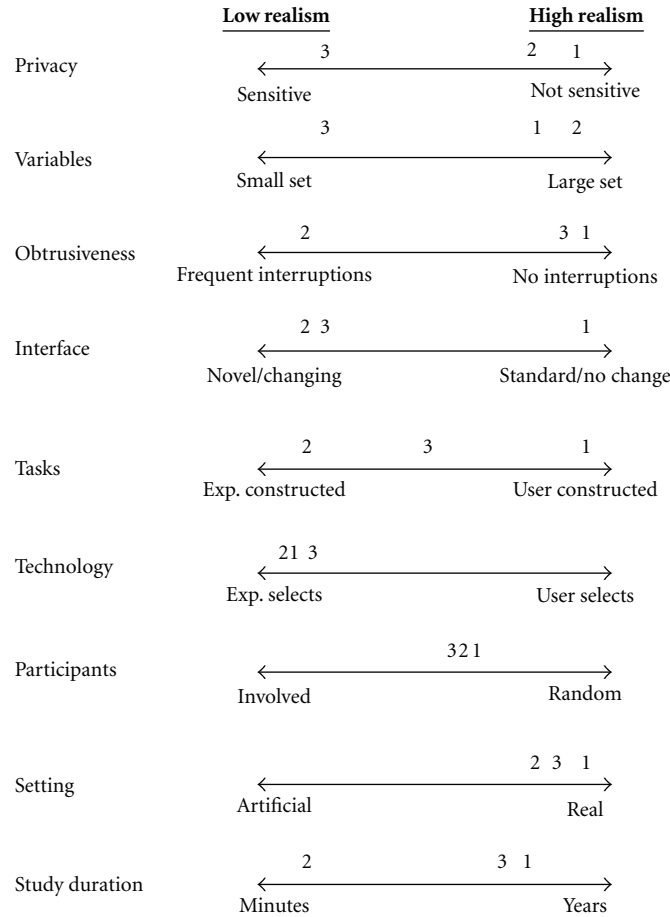 Low realism High realism
3 2 1
Privacy
Sensitive Not sensitive
3 1 2
Variables
Small set Large set
2 3 1
Obtrusiveness
Frequent interruptions No interruptions
2 3 1
Interface
Novel/changing Standard/no change
2 3 1
Tasks
Exp. constructed User constructed
21 3
Technology
Exp. selects User selects
321
Participants
Involved Random
2 3 1
Setting
Artificial Real
2 3 1
Study duration
Minutes Years